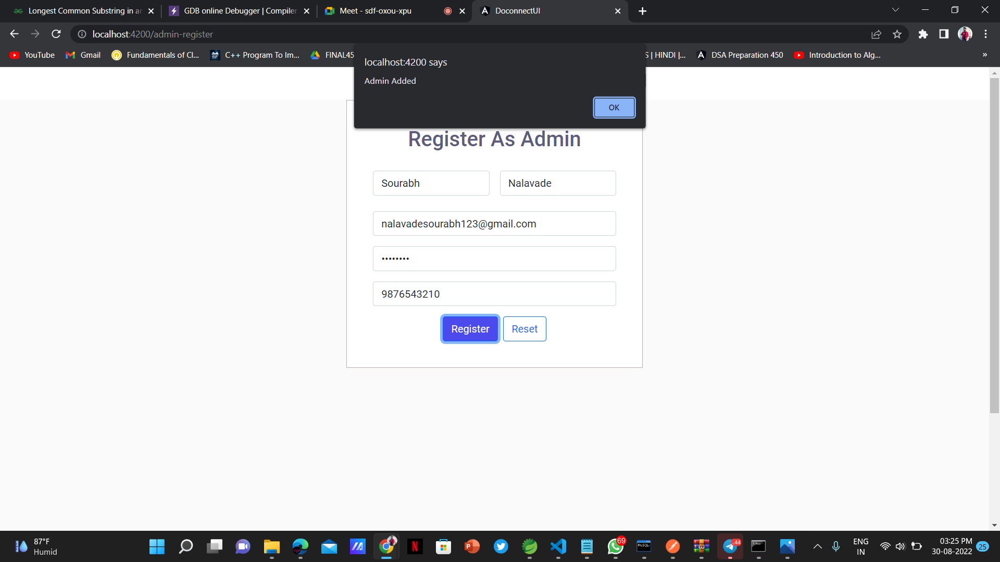 Longest Common Substring in ar
GDB online Debugger | Compiler
Meet - sdf-oxou-xpu
DoconnectUI
localhost:4200/admin-register
YouTube
Gmail
Fundamentals of Cl...
C++ Program To Im...
FINAL45
S | HINDI |...
DSA Preparation 450
Introduction to Alg...
»
localhost:4200 says
Admin Added
OK
Register As Admin
Sourabh
Nalavade
nalavadesourabh123@gmail.com
••••••••
9876543210
Register
Reset
87°F
Humid
69
MySQL
.44
ENG
IN
03:25 PM
30-08-2022
25